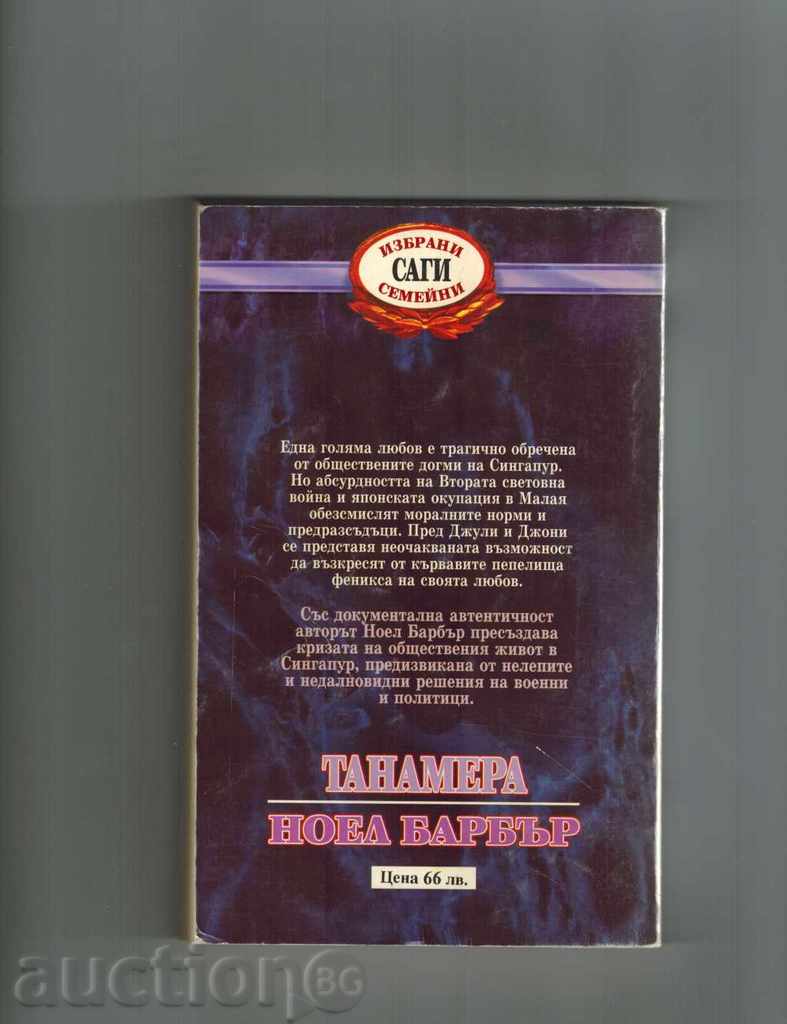 ИЗБРАНИ
САГИ
СЕМЕЙНИ
Една голяма любов е трагично обречена
от обществените догми на Сингапур.
Но абсурдността на Втората световна
война и японската окупация в Малая
обезсмислят моралните норми и
предразсъдъци. Пред Джули и Джони
се представя неочакваната възможност
да възкресят от кървавите пепелища
феникса на своята любов.
Със документална автентичност
авторът Ноел Барбър пресъздава
кризата на обществения живот в
Сингапур, предизвикана от нелепите
и недалновидни решения на военни
и политици.
ТАНАМЕРА
НОЕЛ БАРБЪР
Цена 66 лв.
auction BG